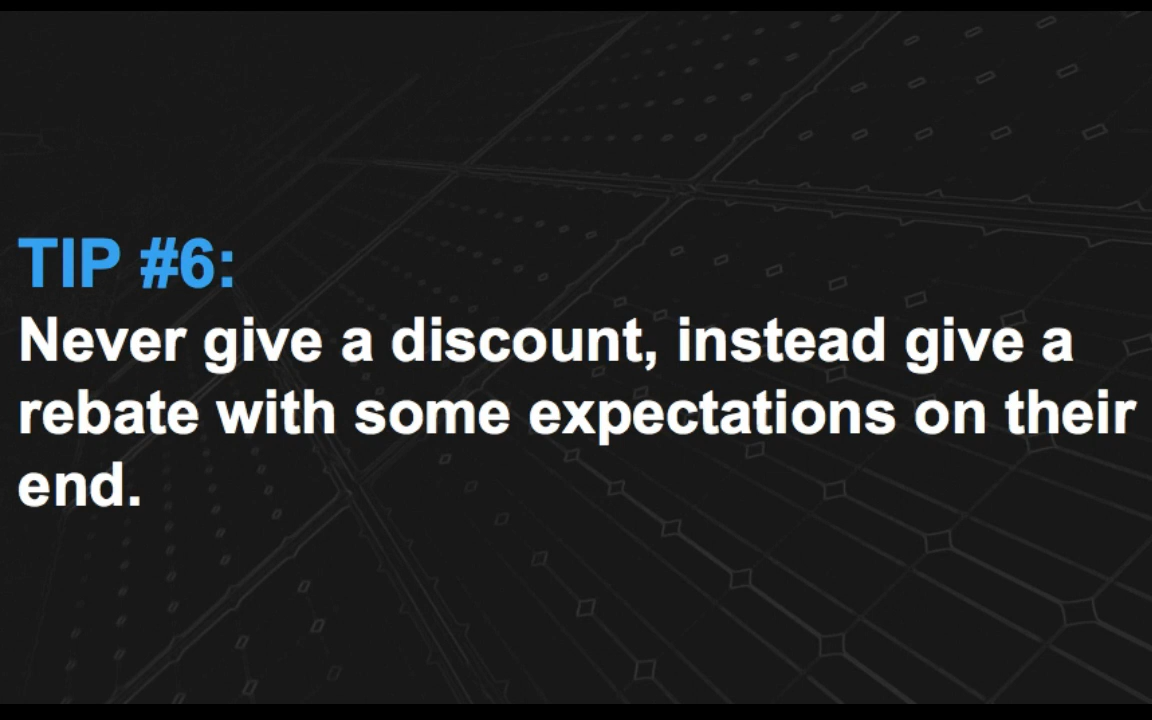 TIP #6:
Never give a discount, instead give a
rebate with some expectations on their
end.